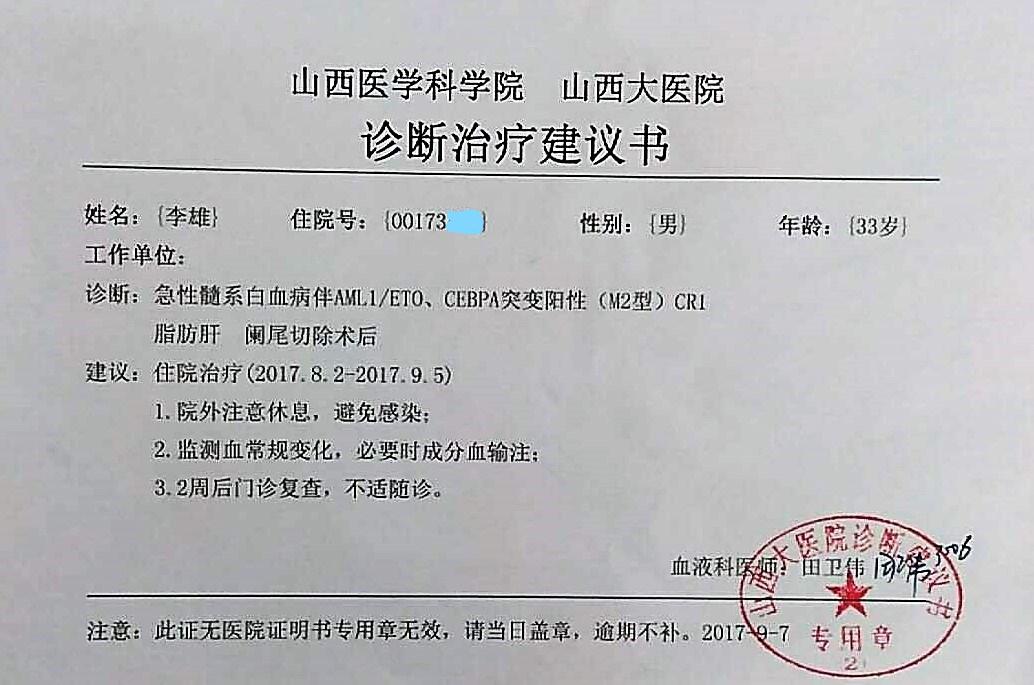 山西医学科学院 山西大医院
诊断治疗建议书
姓名：{李雄} 住院号：{00173 } 性别：{男} 年龄：{33岁}
工作单位：
诊断：急性髓系白血病伴AML1/ETO、CEBPA突变阳性（M2型）CR1
脂肪肝 阑尾切除术后
建议：住院治疗(2017.8.2-2017.9.5)
1.院外注意休息，避免感染；
2.监测血常规变化，必要时成分血输注；
3.2周后门诊复查，不适随诊。
血液科医师：田卫伟
注意：此证无医院证明书专用章无效，请当日盖章，逾期不补。2017-9-7
山西大医院诊断建议书
专用章
(2)